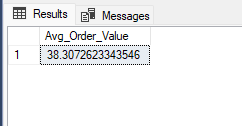 Results Messages
Avg_Order_Value
1 38.3072623343546